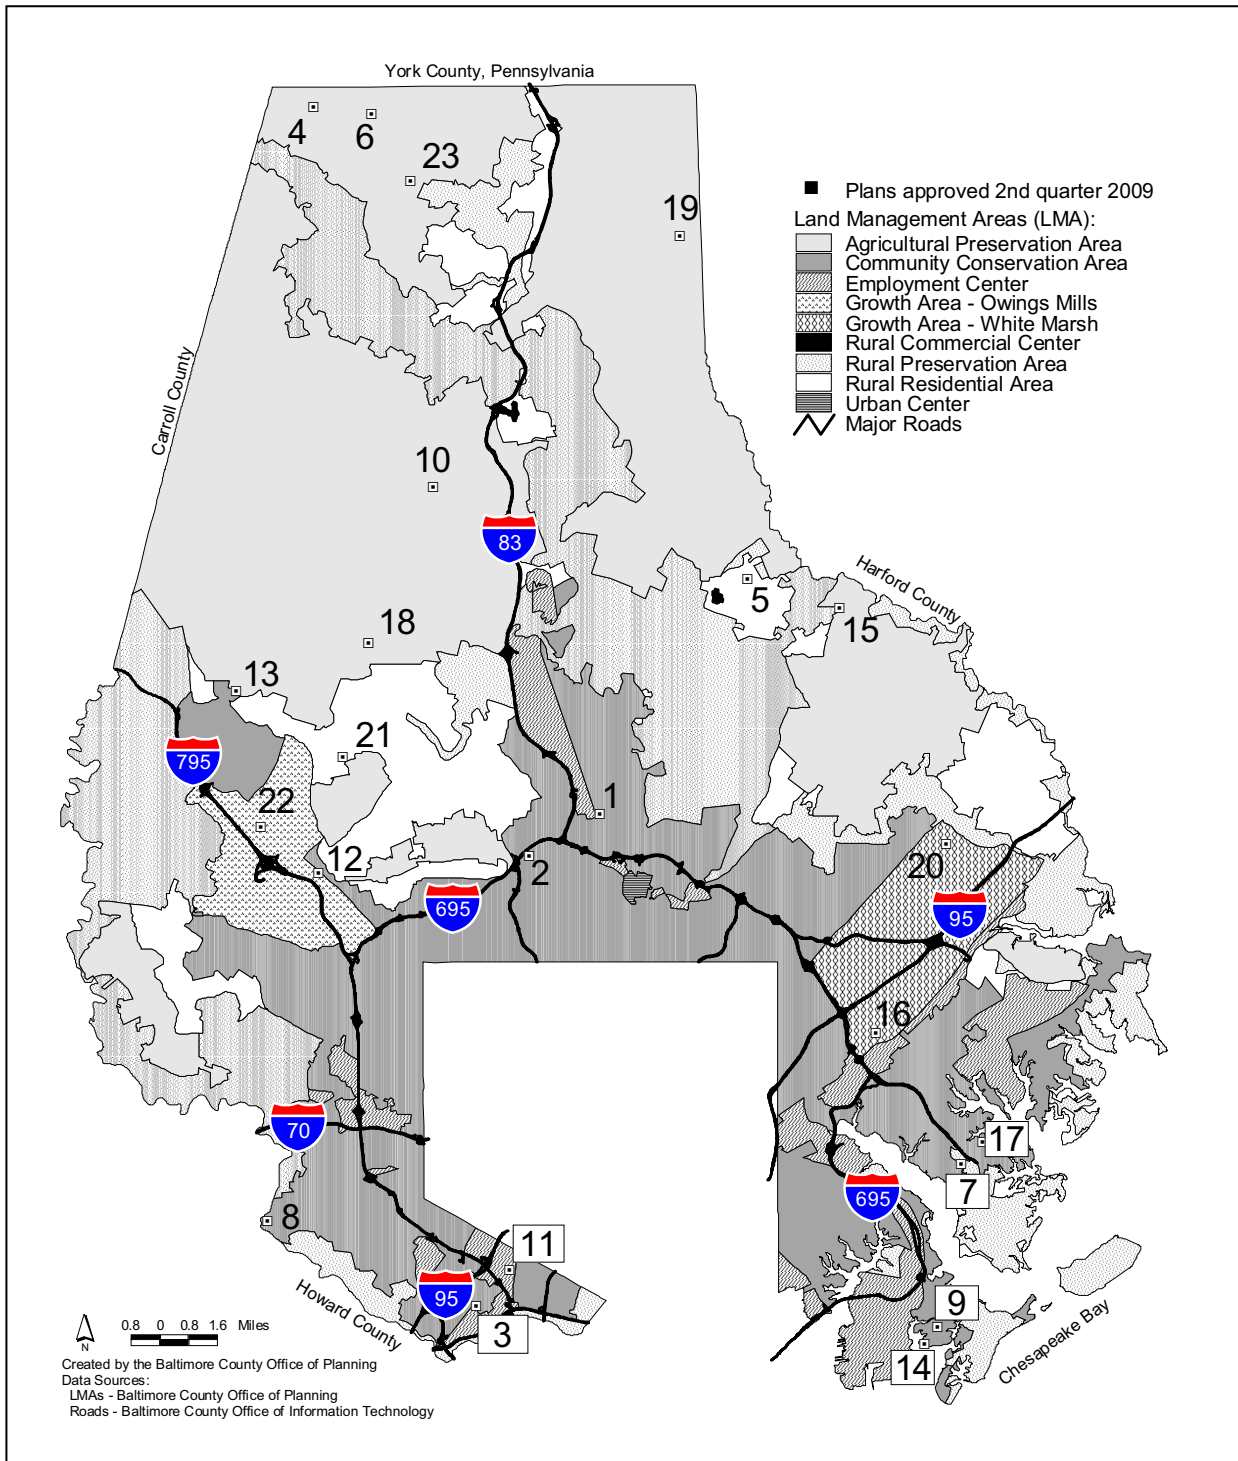 York County, Pennsylvania
4
6
23
19
Plans approved 2nd quarter 2009
Land Management Areas (LMA):
Agricultural Preservation Area
Community Conservation Area
Employment Center
Growth Area - Owings Mills
Growth Area - White Marsh
Rural Commercial Center
Rural Preservation Area
Rural Residential Area
Urban Center
Major Roads
Carroll County
10
83
Harford County
5
15
18
13
21
795
22
1
12
2
20
695
95
16
70
17
7
695
8
11
95
Howard County
3
9
14
Chesapeake Bay
N
0.8 0 0.8 1.6 Miles
Created by the Baltimore County Office of Planning
Data Sources:
LMAs - Baltimore County Office of Planning
Roads - Baltimore County Office of Information Technology